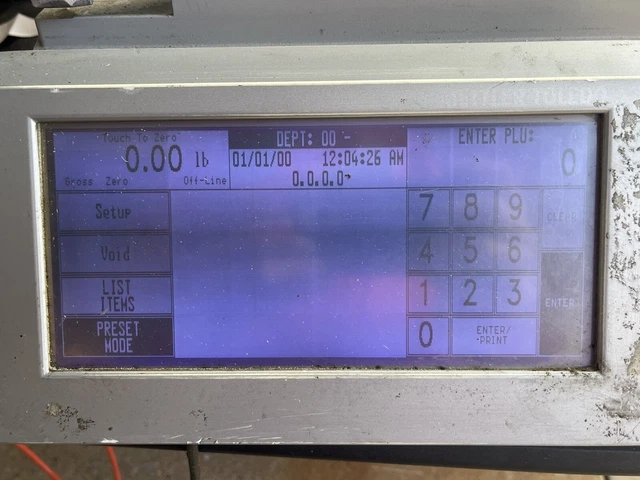 METTLER TOLEDO
Touch To Zero
0.00 lb
Gross Zero Off-Line
DEPT: 00 -
01/01/00 12:04:26 AM
0.0.0.0→
ENTER PLU:
0
Setup
Void
LIST
ITEMS
PRESET
MODE
7 8 9
4 5 6
1 2 3
0
CLEAR
ENTER
ENTER/
-PRINT